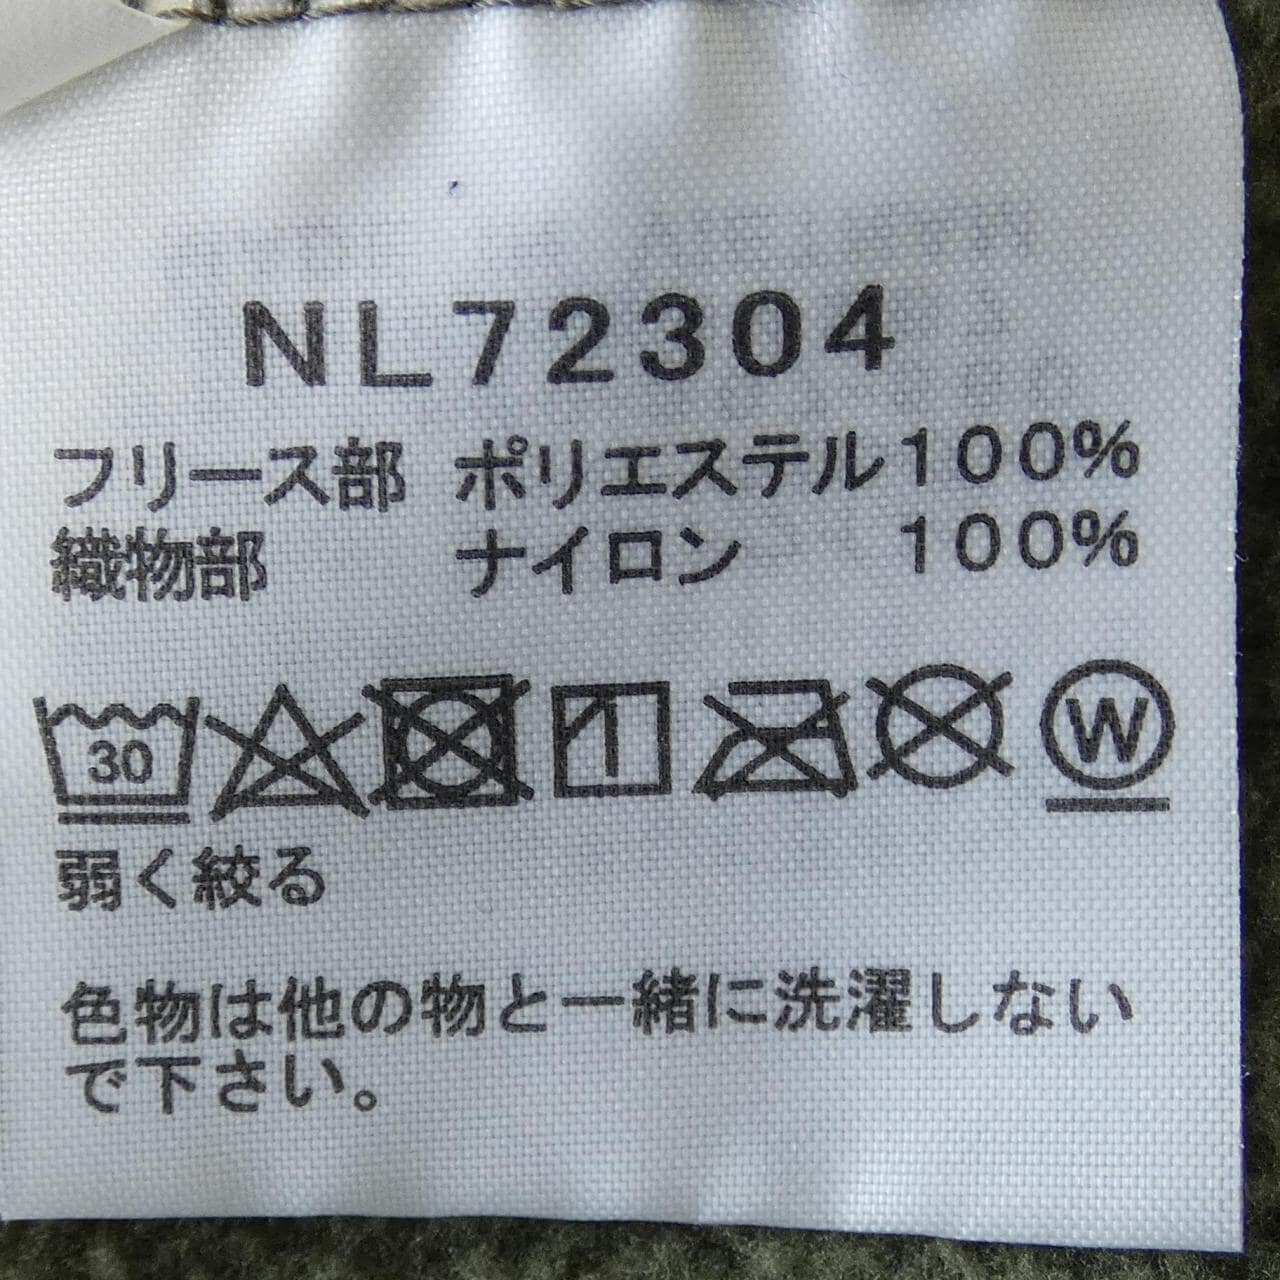 NL72304
フリース部 ポリエステル100%
織物部 ナイロン 100%
30 W
弱く絞る
色物は他の物と一緒に洗濯しない
で下さい。